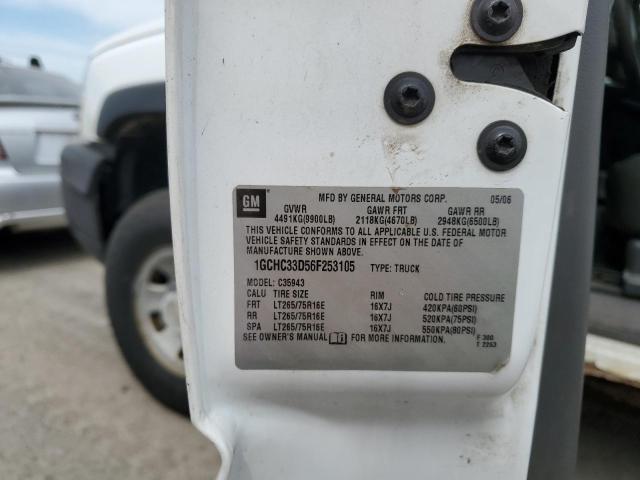 GM MFD BY GENERAL MOTORS CORP. 05/06
GVWR GAWR FRT GAWR RR
4491KG(9900LB) 2118KG(4670LB) 2948KG(6500LB)
THIS VEHICLE CONFORMS TO ALL APPLICABLE U.S. FEDERAL MOTOR
VEHICLE SAFETY STANDARDS IN EFFECT ON THE DATE OF
MANUFACTURE SHOWN ABOVE.
1GCHC33D56F253105 TYPE: TRUCK
MODEL: C35943
CALU TIRE SIZE RIM COLD TIRE PRESSURE
FRT LT265/75R16E 16X7J 420KPA(60PSI)
RR LT265/75R16E 16X7J 520KPA(75PSI)
SPA LT265/75R16E 16X7J 550KPA(80PSI)
SEE OWNER'S MANUAL FOR MORE INFORMATION. F 300
T 2253